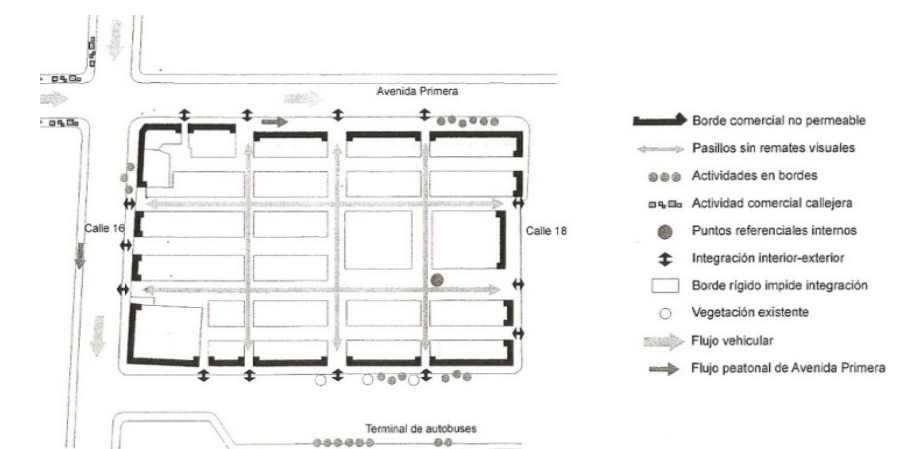 Avenida Primera
Calle 16
Calle 18
Terminal de autobuses
Borde comercial no permeable
Pasillos sin remates visuales
Actividades en bordes
Actividad comercial callejera
Puntos referenciales internos
Integración interior-exterior
Borde rígido impide integración
Vegetación existente
Flujo vehicular
Flujo peatonal de Avenida Primera